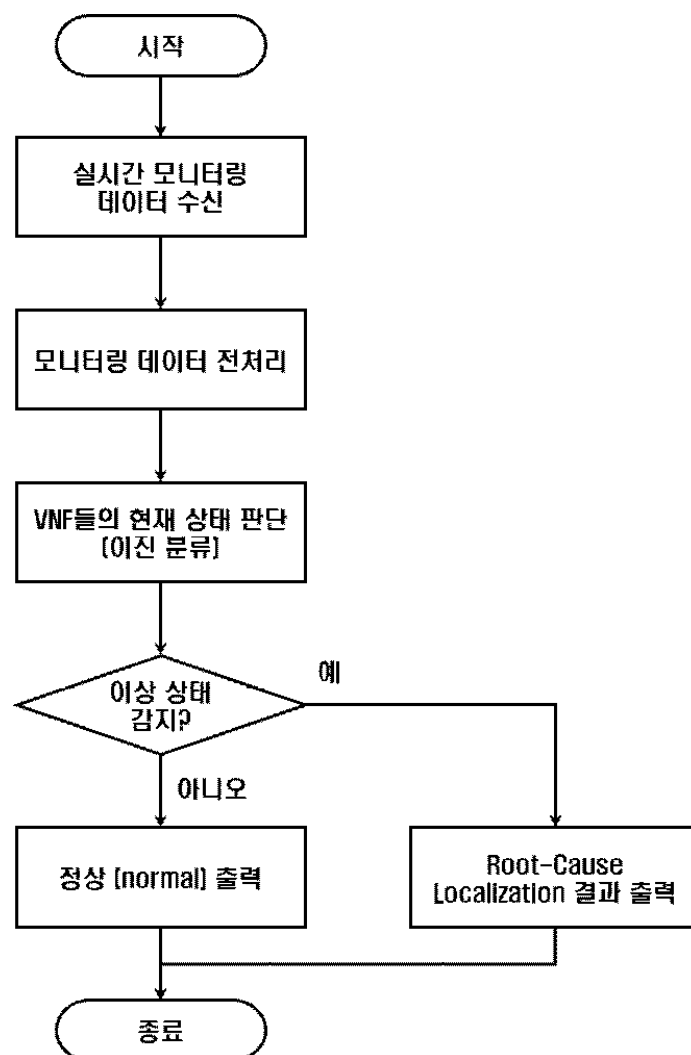 시작
실시간 모니터링
데이터 수신
모니터링 데이터 전처리
VNF들의 현재 상태 판단
(이진 분류)
이상 상태
감지?
예
아니오
정상 (normal) 출력
Root-Cause
Localization 결과 출력
종료